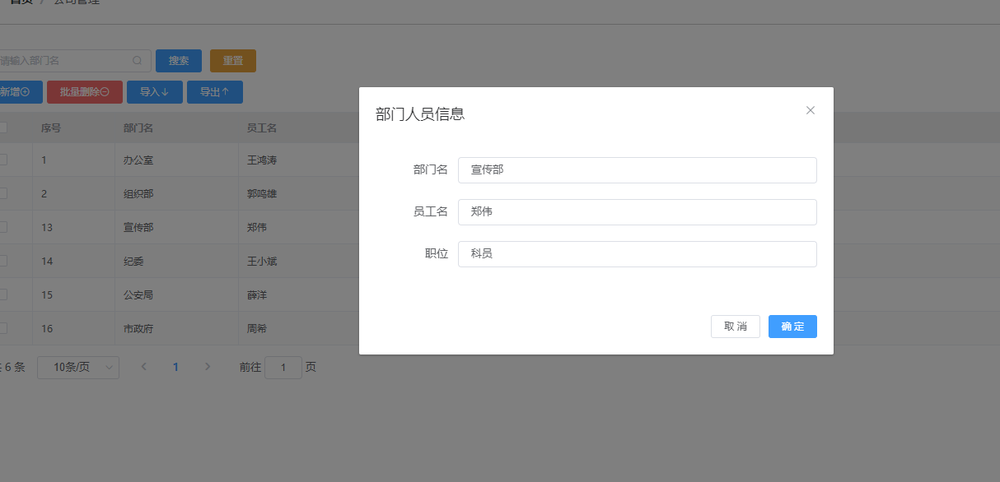 首页 / 公司管理
请输入部门名 搜索 重置
新增 批量删除 导入 导出
序号 部门名 员工名
1 办公室 王鸿涛
2 组织部 郭鸣雄
13 宣传部 郑伟
14 纪委 王小斌
15 公安局 薛洋
16 市政府 周希
共 6 条 10条/页 1 前往 1 页
部门人员信息
部门名 宣传部
员工名 郑伟
职位 科员
取 消 确 定